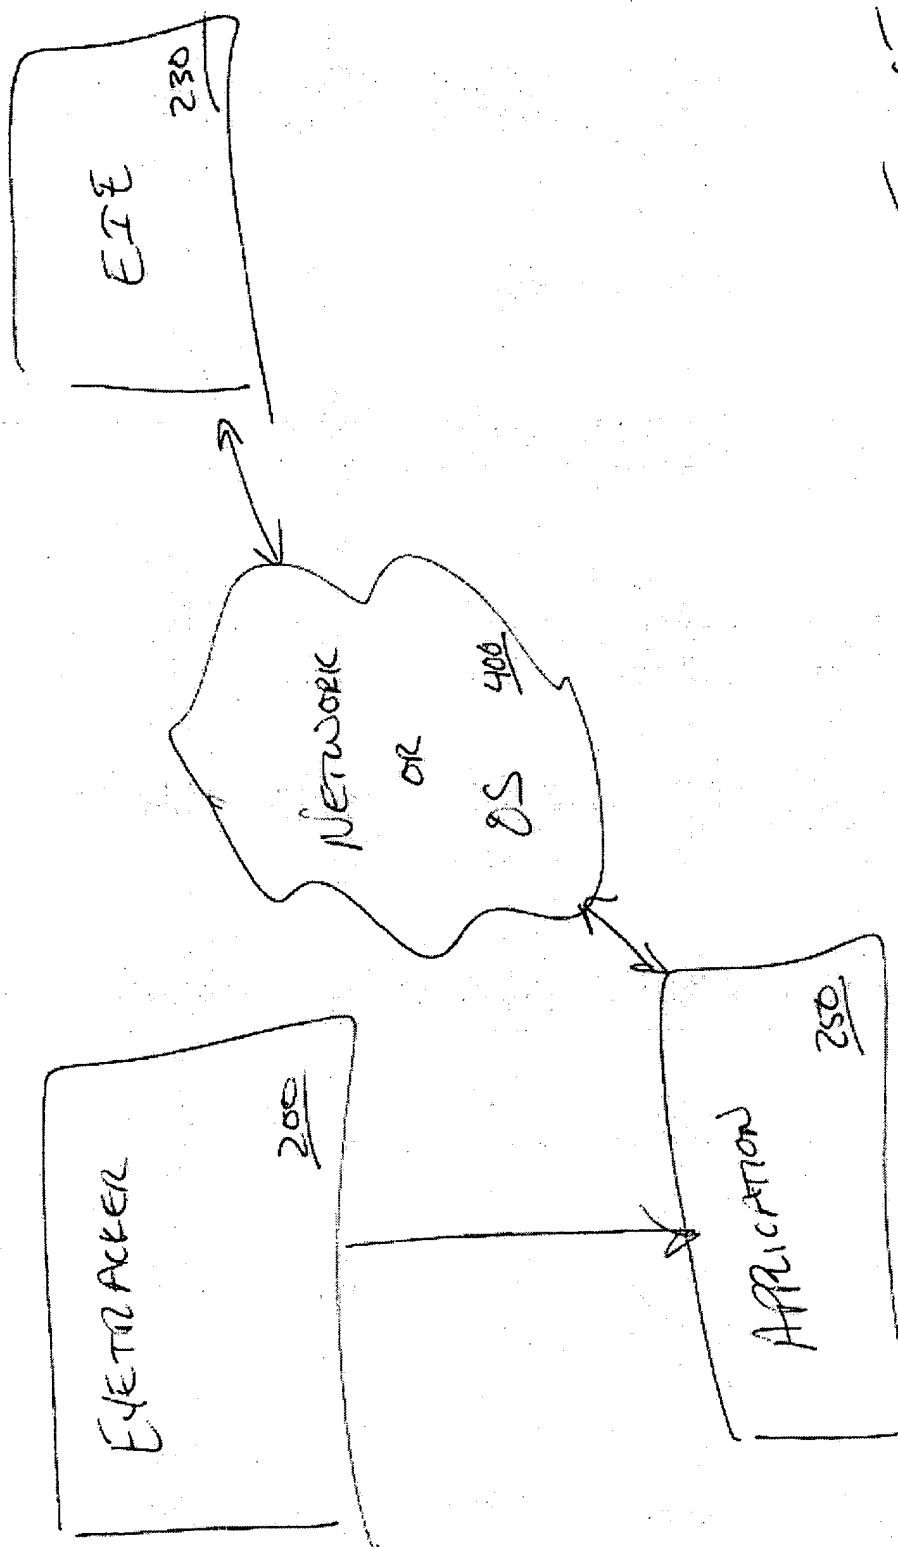 EYETRACKER
200
APPLICATION
250
NETWORK
OR
OS
400
EIE
230